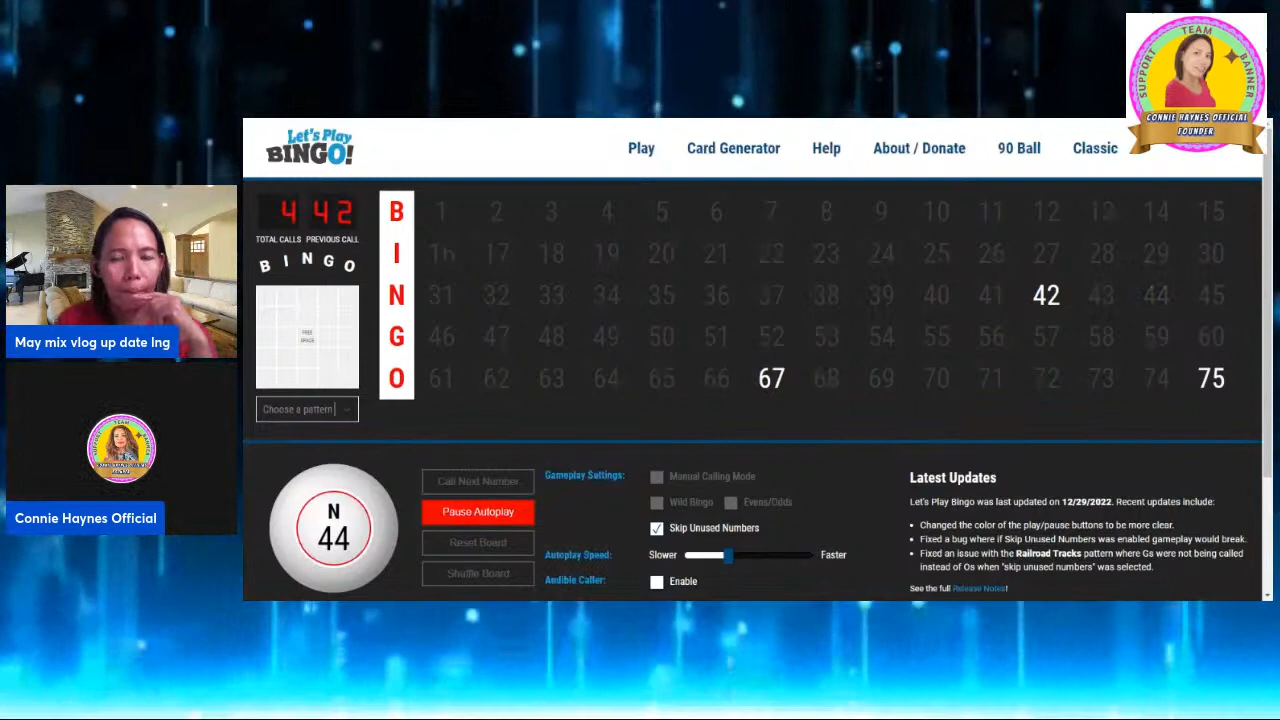 SUPPORT TEAM BANNER
CONNIE HAYNES OFFICIAL
FOUNDER
Let's Play
BINGO!
Play Card Generator Help About / Donate 90 Ball Classic
4 42
TOTAL CALLS PREVIOUS CALL
B I N G O
FREE
SPACE
Choose a pattern
B 1 2 3 4 5 6 7 8 9 10 11 12 13 14 15
I 16 17 18 19 20 21 22 23 24 25 26 27 28 29 30
N 31 32 33 34 35 36 37 38 39 40 41 42 43 44 45
G 46 47 48 49 50 51 52 53 54 55 56 57 58 59 60
O 61 62 63 64 65 66 67 68 69 70 71 72 73 74 75
May mix vlog up date lng
Connie Haynes Official
N
44
Call Next Number
Pause Autoplay
Reset Board
Shuffle Board
Gameplay Settings:
Manual Calling Mode
Wild Bingo Evens/Odds
Skip Unused Numbers
Autoplay Speed: Slower Faster
Audible Caller: Enable
Latest Updates
Let's Play Bingo was last updated on 12/29/2022. Recent updates include:
Changed the color of the play/pause buttons to be more clear.
Fixed a bug where if Skip Unused Numbers was enabled gameplay would break.
Fixed an issue with the Railroad Tracks pattern where Gs were not being called
instead of Os when "skip unused numbers" was selected.
See the full Release Notes!